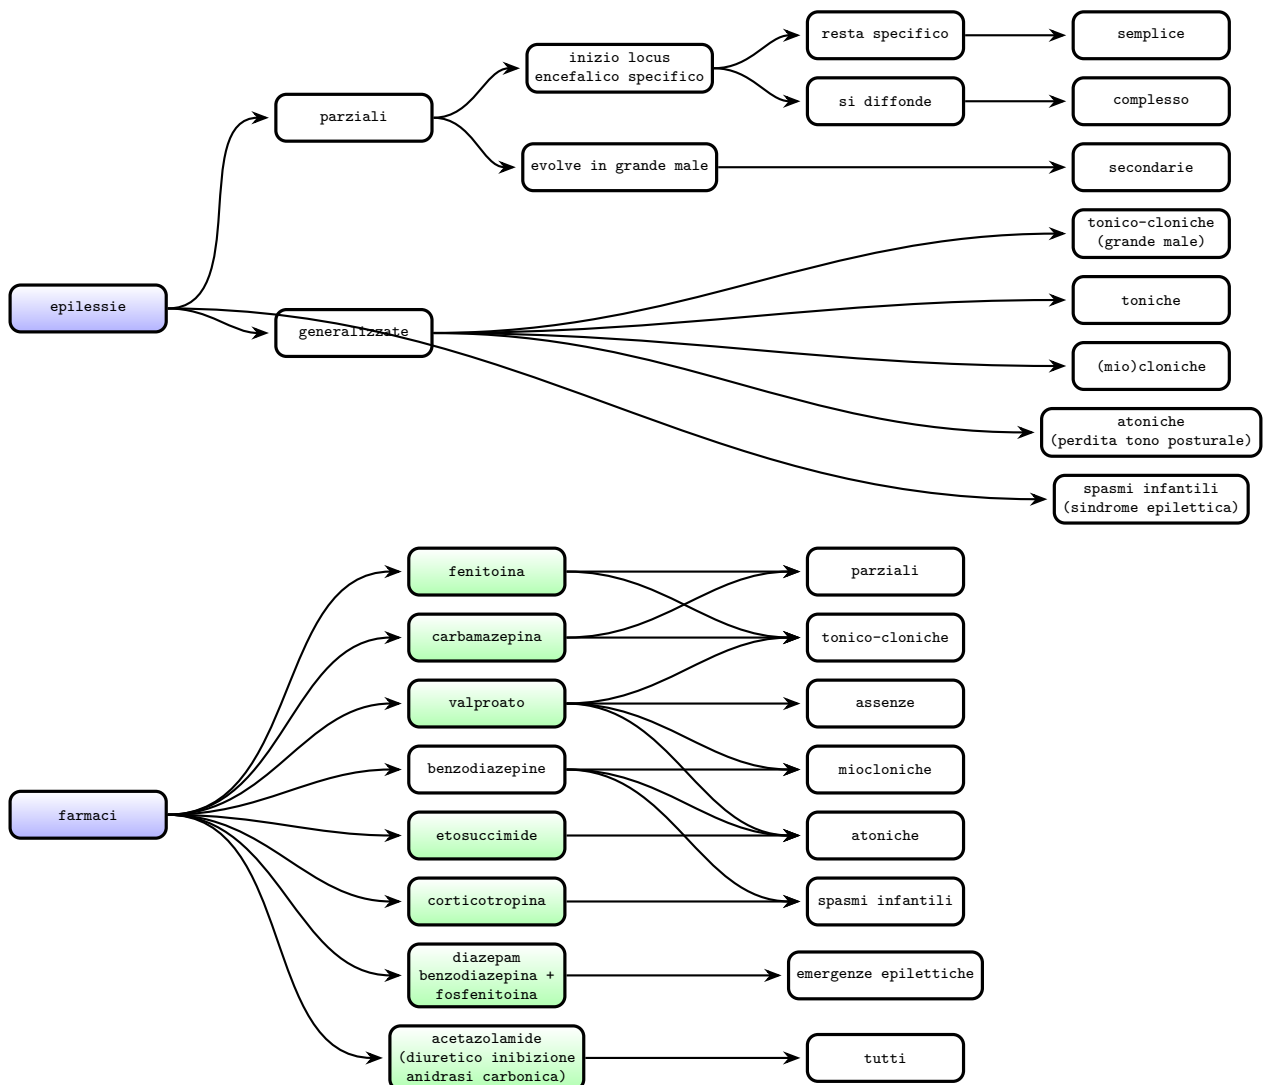 resta specifico
semplice
inizio locus
encefalico specifico
si diffonde
complesso
parziali
evolve in grande male
secondarie
tonico-cloniche
(grande male)
epilessie
toniche
generalizzate
(mio)cloniche
atoniche
(perdita tono posturale)
spasmi infantili
(sindrome epilettica)
fenitoina
parziali
carbamazepina
tonico-cloniche
valproato
assenze
benzodiazepine
miocloniche
farmaci
etosuccimide
atoniche
corticotropina
spasmi infantili
diazepam
benzodiazepina +
fosfenitoina
emergenze epilettiche
acetazolamide
(diuretico inibizione
anidrasi carbonica)
tutti